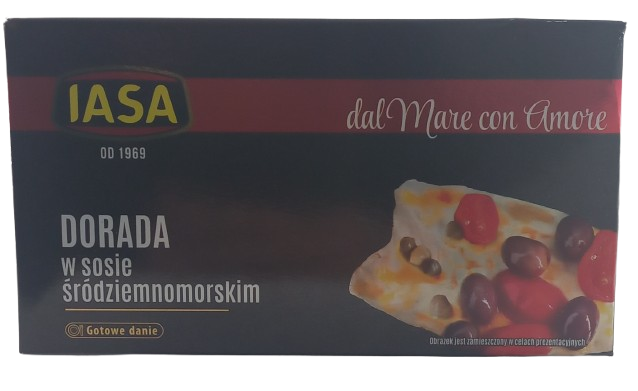 IASA
dal Mare con Amore
OD 1969
DORADA
w sosie
śródziemnomorskim
Gotowe danie
Obrazek jest zamieszczony w celach prezentacyjnych